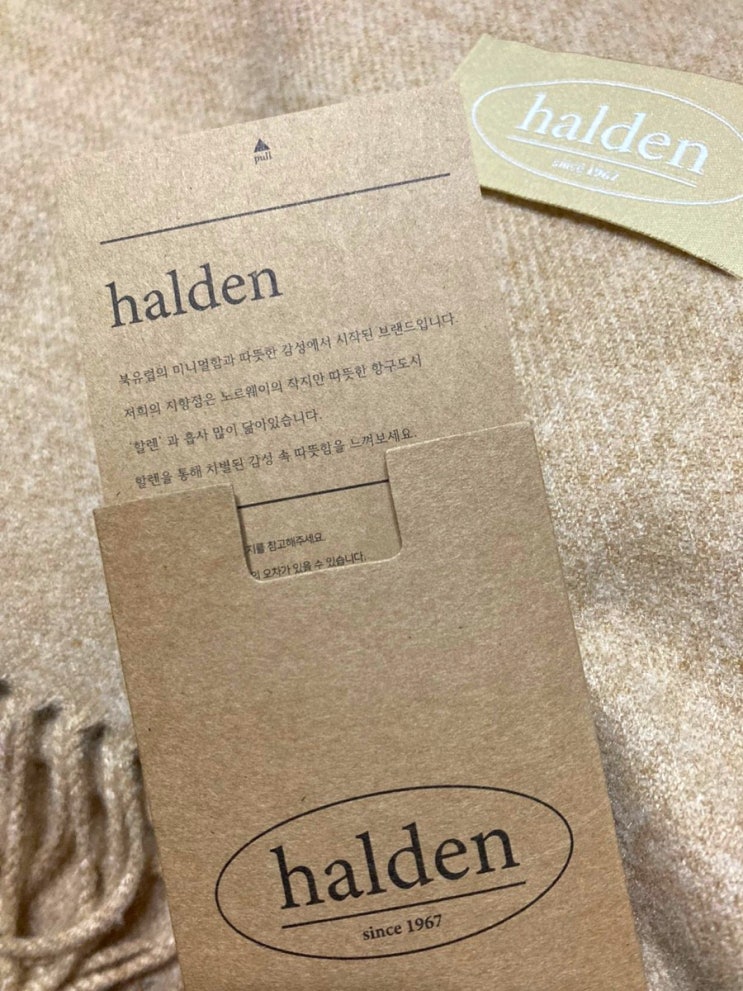 halden
since 1967
pull
halden
북유럽의 미니멀함과 따뜻한 감성에서 시작된 브랜드입니다.
저희의 지향점은 노르웨이의 작지만 따뜻한 항구도시
'할렌' 과 흡사 많이 닮아있습니다.
할렌을 통해 차별된 감성 속 따뜻함을 느껴보세요.
지를 참고해주세요.
의 오차가 있을 수 있습니다.
halden
since 1967